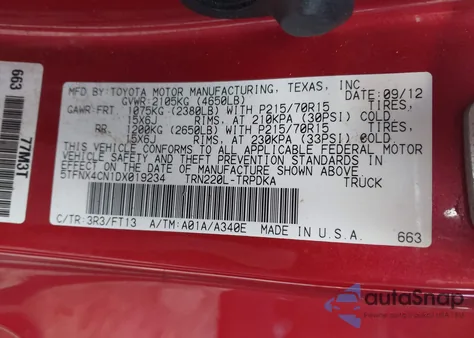 MFD. BY TOYOTA MOTOR MANUFACTURING, TEXAS, INC.
GVWR: 2105KG (4650LB) DATE: 09/12
GAWR:FRT 1075KG (2380LB) WITH P215/70R15 TIRES,
15X6J RIMS, AT 210KPA (30PSI) COLD.
RR 1200KG (2650LB) WITH P215/70R15 TIRES,
15X6J RIMS, AT 230KPA (33PSI) COLD.
THIS VEHICLE CONFORMS TO ALL APPLICABLE FEDERAL MOTOR
VEHICLE SAFETY, BUMPER, AND THEFT PREVENTION STANDARDS IN
EFFECT ON THE DATE OF MANUFACTURE SHOWN ABOVE.
5TFNX4CN1DX019234 TRN220L-TRPDKA TRUCK
C/TR:3R3/FT13 A/TM:A01A/A340E MADE IN U.S.A. 663
663
77M3T
autoSnap